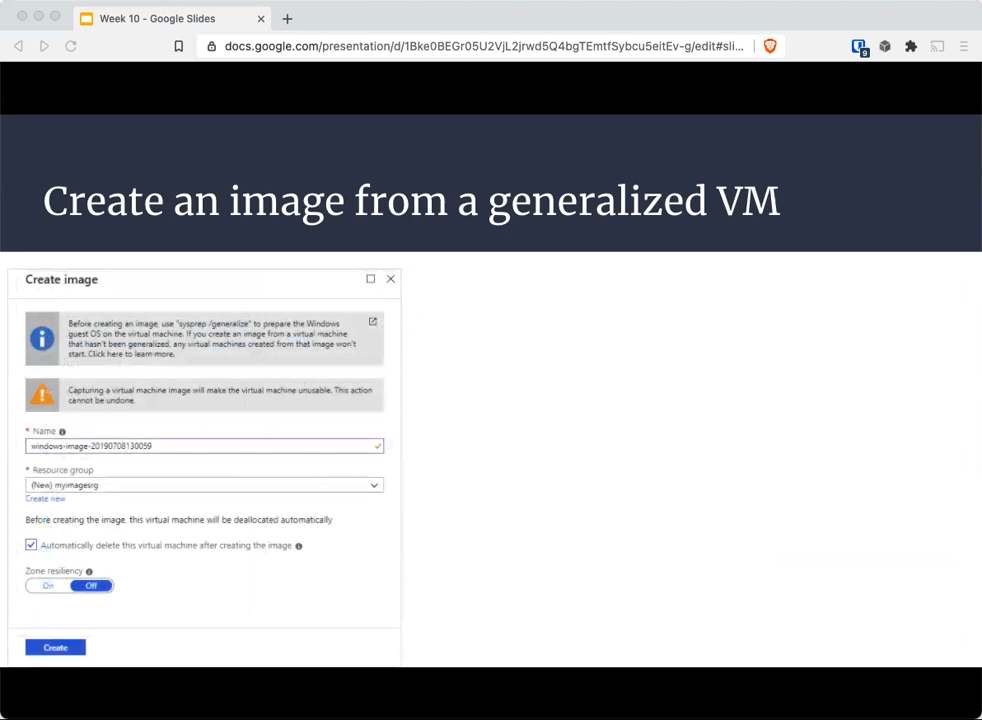 Week 10 - Google Slides
docs.google.com/presentation/d/1Bke0BEGr05U2VjL2jrwd5Q4bgTEmtfSybcu5eitEv-g/edit#sli...
9
Create an image from a generalized VM
Create image
Before creating an image, use "sysprep /generalize" to prepare the Windows
guest OS on the virtual machine. If you create an image from a virtual machine
that hasn't been generalized, any virtual machines created from that image won't
start. Click here to learn more.
Capturing a virtual machine image will make the virtual machine unusable. This action
cannot be undone.
* Name
windows-image-20190708130059
* Resource group
(New) myimagesrg
Create new
Before creating the image, this virtual machine will be deallocated automatically
Automatically delete this virtual machine after creating the image
Zone resiliency
On Off
Create